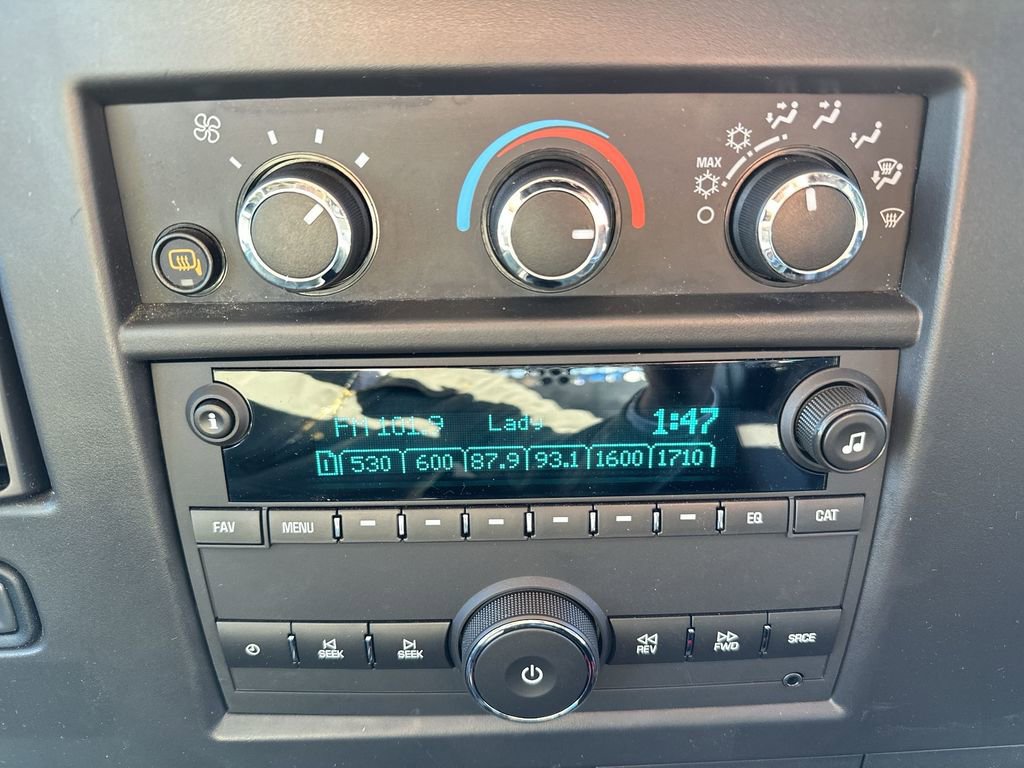 MAX
FM 101.9 Lady 1:47
1 530 600 87.9 93.1 1600 1710
i
FAV MENU EQ CAT
SEEK SEEK REV FWD SRCE